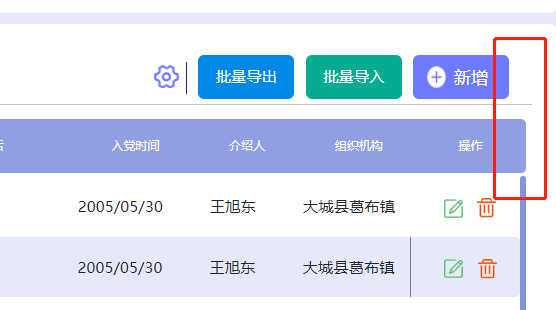 批量导出 批量导入 新增
入党时间 介绍人 组织机构 操作
2005/05/30 王旭东 大城县葛布镇
2005/05/30 王旭东 大城县葛布镇